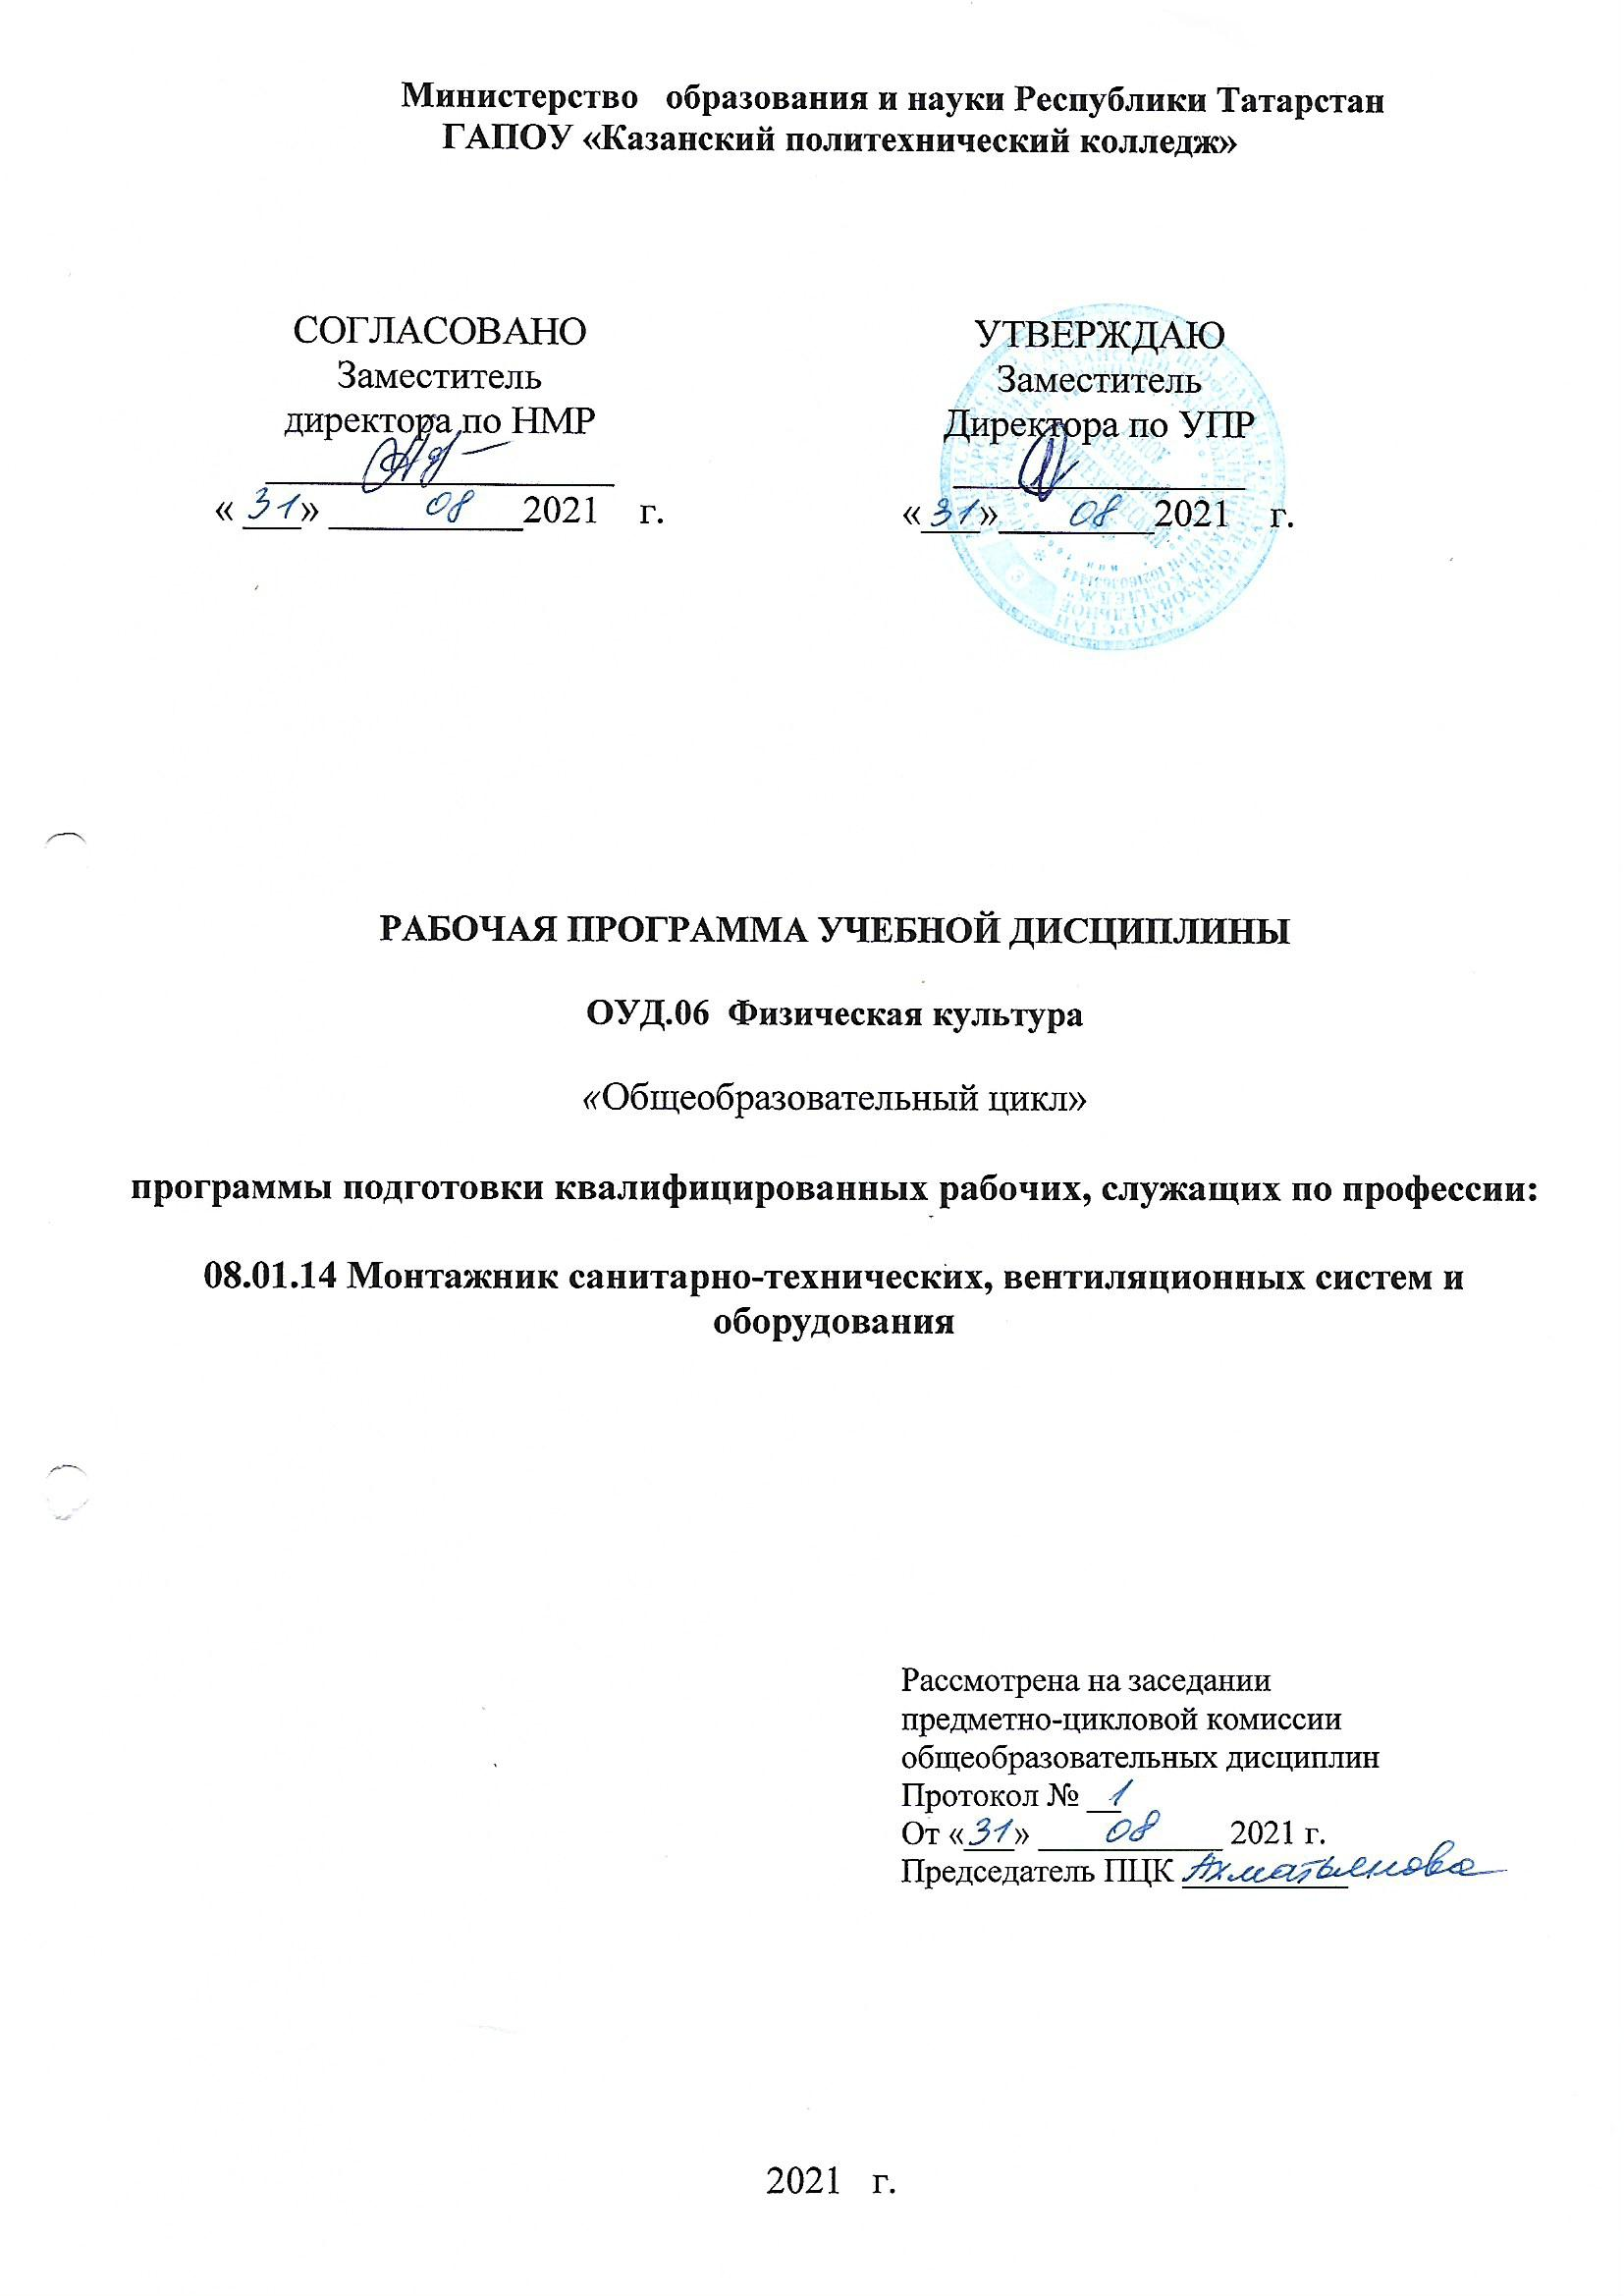 Министерство образования и науки Республики Татарстан
ГАПОУ «Казанский политехнический колледж»
СОГЛАСОВАНО
Заместитель
директора по НМР
«31» 08 2021 г.
УТВЕРЖДАЮ
Заместитель
Директора по УПР
«31» 08 2021 г.
РАБОЧАЯ ПРОГРАММА УЧЕБНОЙ ДИСЦИПЛИНЫ
ОУД.06 Физическая культура
«Общеобразовательный цикл»
программы подготовки квалифицированных рабочих, служащих по профессии:
08.01.14 Монтажник санитарно-технических, вентиляционных систем и
оборудования
Рассмотрена на заседании
предметно-цикловой комиссии
общеобразовательных дисциплин
Протокол № 1
От «31» 08 2021 г.
Председатель ПЦК Ахматьянова
2021 г.